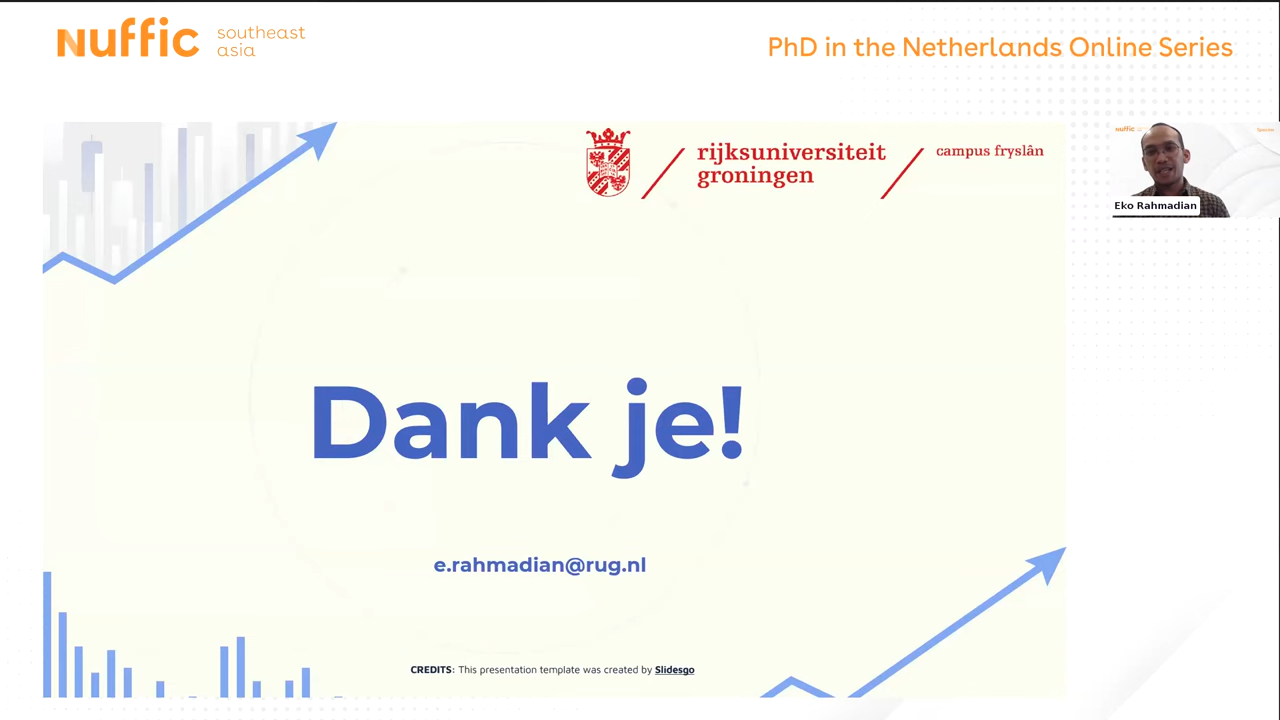 Nuffic
southeast
asia
PhD in the Netherlands Online Series
rijksuniversiteit
groningen
campus fryslân
Nuffic
Eko Rahmadian
Dank je!
e.rahmadian@rug.nl
CREDITS: This presentation template was created by Slidesgo